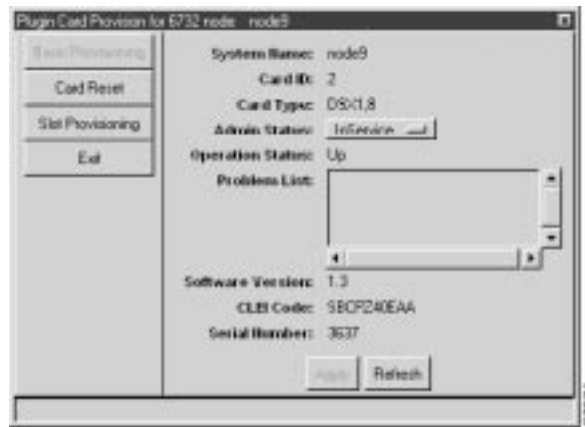 Plugin Card Provision for 6732 node node9
Basic Provisioning
Card Reset
Slot Provisioning
Exit
System Name: node9
Card ID: 2
Card Type: DSX1,8
Admin Status: InService
Operation Status: Up
Problem List:
Software Version: 1.3
CLEI Code: SBCPZ40EAA
Serial Number: 3637
Apply
Refresh